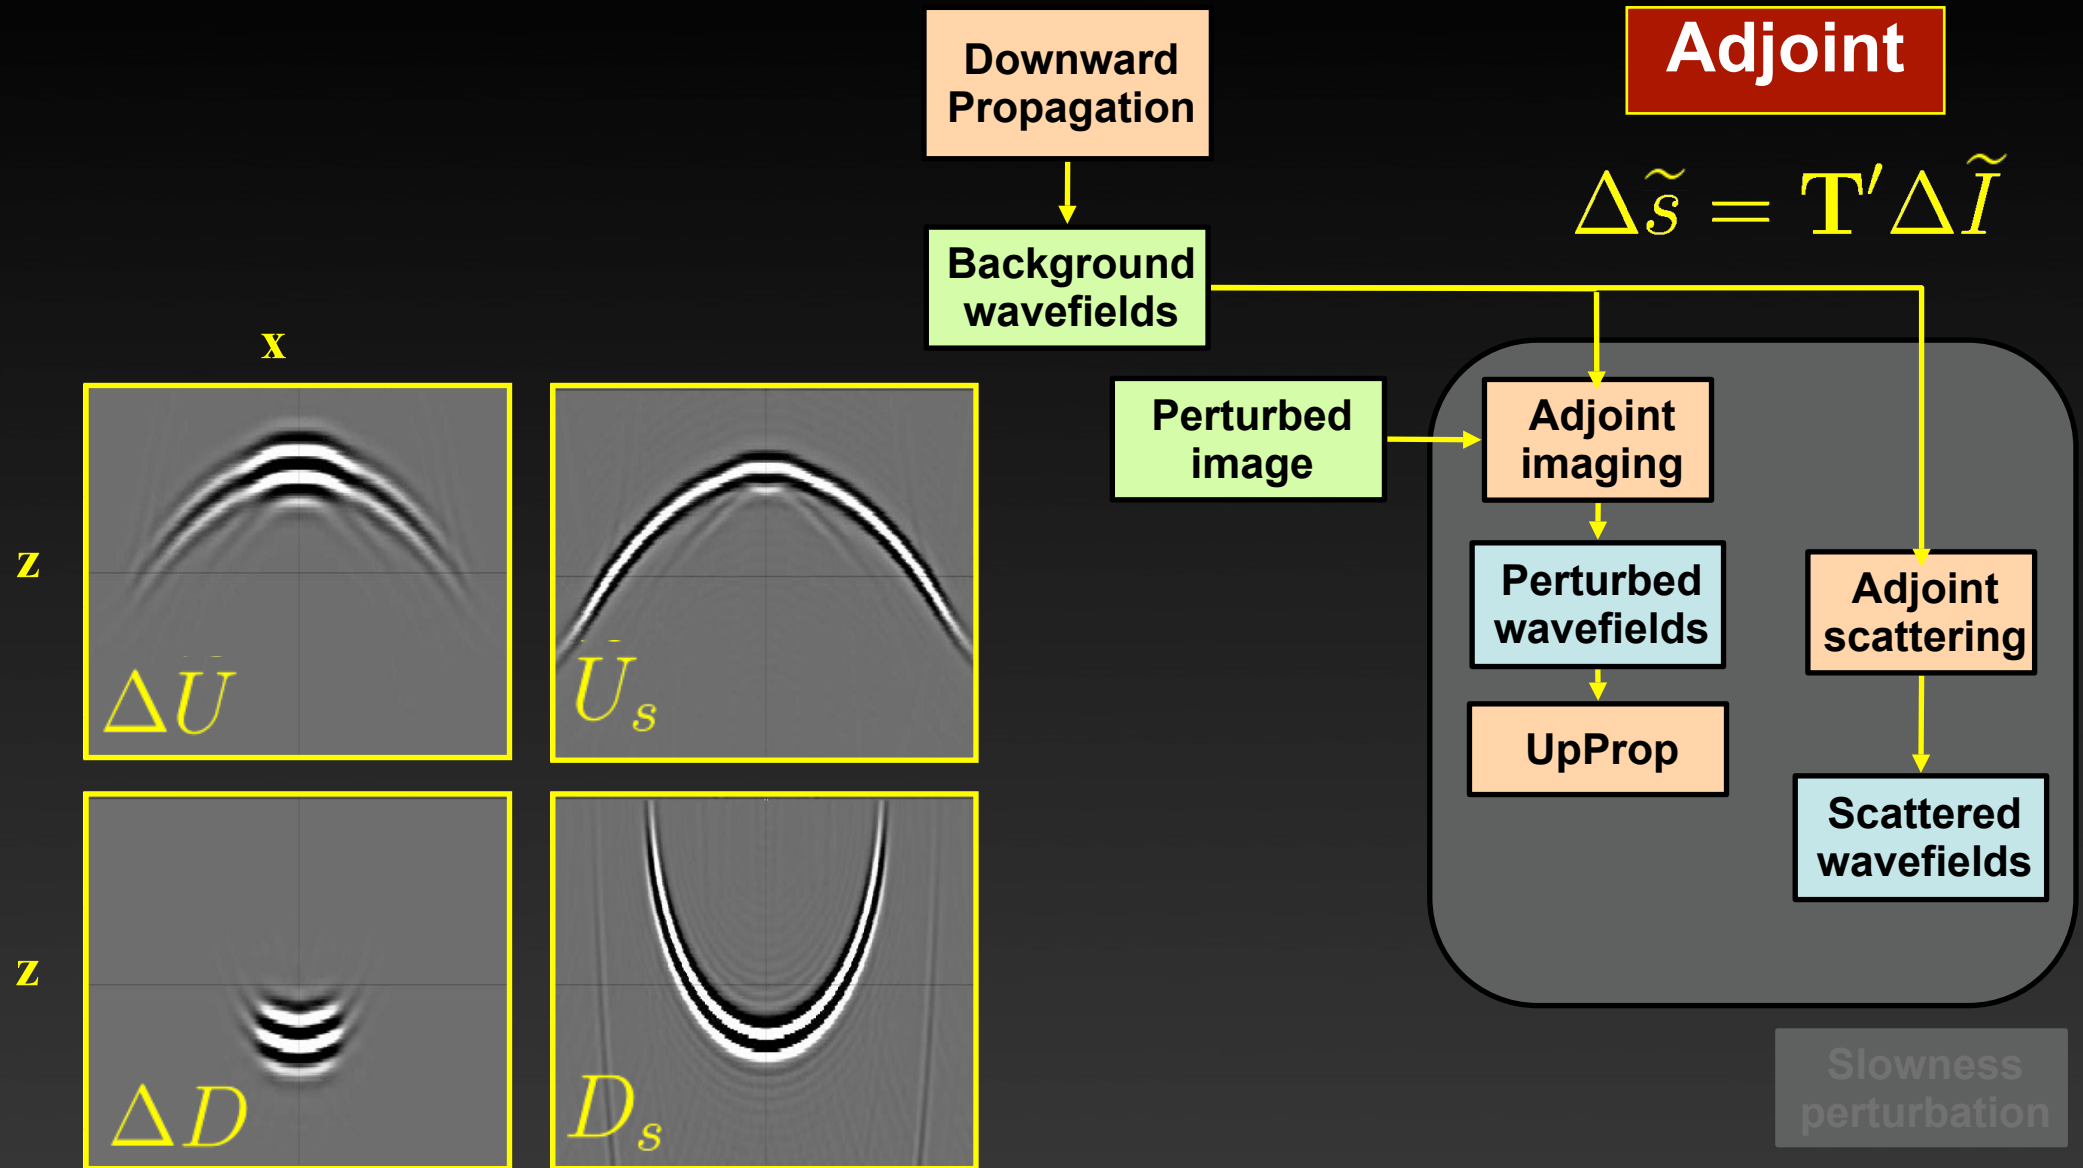 Downward
Propagation
Adjoint
Δs̃ = T′ΔĨ
Background
wavefields
x
Perturbed
image
Adjoint
imaging
z
Perturbed
wavefields
Adjoint
scattering
ΔU
U_s
UpProp
Scattered
wavefields
z
ΔD
D_s
Slowness
perturbation